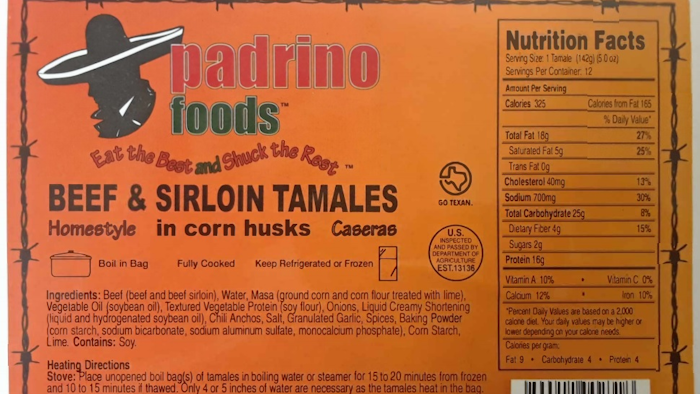 padrino
foods™
Eat the Best and Shuck the Rest ™
BEEF & SIRLOIN TAMALES
Homestyle in corn husks Caseras
Boil in Bag Fully Cooked Keep Refrigerated or Frozen
GO TEXAN.
U.S.
INSPECTED
AND PASSED BY
DEPARTMENT OF
AGRICULTURE
EST.13136
Ingredients: Beef (beef and beef sirloin), Water, Masa (ground corn and corn flour treated with lime),
Vegetable Oil (soybean oil), Textured Vegetable Protein (soy flour), Onions, Liquid Creamy Shortening
(liquid and hydrogenated soybean oil), Chili Anchos, Salt, Granulated Garlic, Spices, Baking Powder
(corn starch, sodium bicarbonate, sodium aluminum sulfate, monocalcium phosphate), Corn Starch,
Lime. Contains: Soy.
Heating Directions
Stove: Place unopened boil bag(s) of tamales in boiling water or steamer for 15 to 20 minutes from frozen
and 10 to 15 minutes if thawed. Only 4 or 5 inches of water are necessary as the tamales heat in the bag.
Nutrition Facts
Serving Size: 1 Tamale (142g) (5.0 oz)
Servings Per Container: 12
Amount Per Serving
Calories 325 Calories from Fat 165
% Daily Value*
Total Fat 18g 27%
Saturated Fat 5g 25%
Trans Fat 0g
Cholesterol 40mg 13%
Sodium 700mg 30%
Total Carbohydrate 25g 8%
Dietary Fiber 4g 15%
Sugars 2g
Protein 16g
Vitamin A 10% • Vitamin C 0%
Calcium 12% • Iron 10%
*Percent Daily Values are based on a 2,000
calorie diet. Your daily values may be higher or
lower depending on your calorie needs.
Calories per gram:
Fat 9 • Carbohydrate 4 • Protein 4